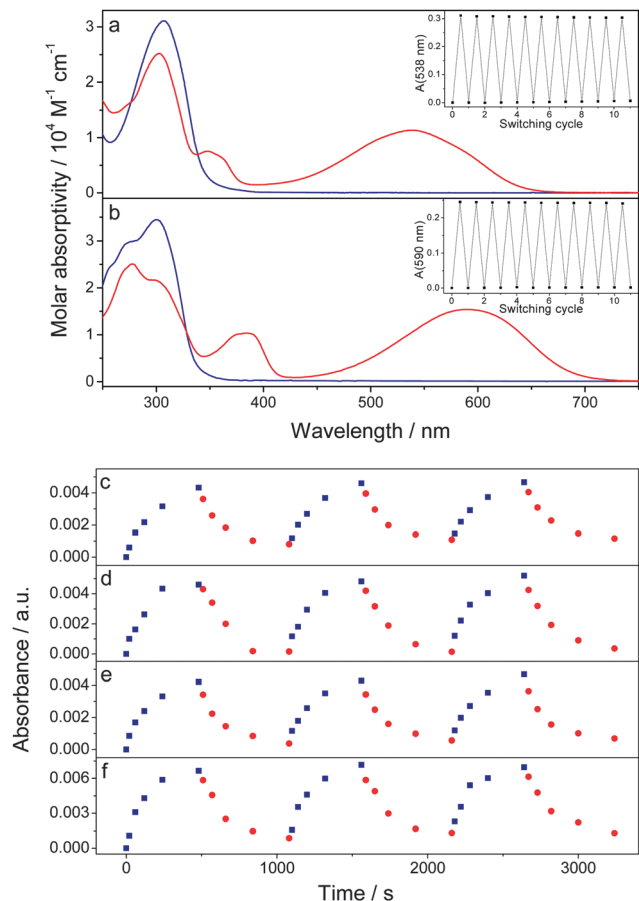 a
3
2
1
0
0.3
0.2
0.1
0.0
A(538 nm)
0 2 4 6 8 10
Switching cycle
b
3
2
1
0
0.2
0.1
0.0
A(590 nm)
0 2 4 6 8 10
Switching cycle
Molar absorptivity / 10⁴ M⁻¹ cm⁻¹
300 400 500 600 700
Wavelength / nm
c
0.004
0.002
0.000
d
0.004
0.002
0.000
e
0.004
0.002
0.000
f
0.006
0.003
0.000
Absorbance / a.u.
0 1000 2000 3000
Time / s